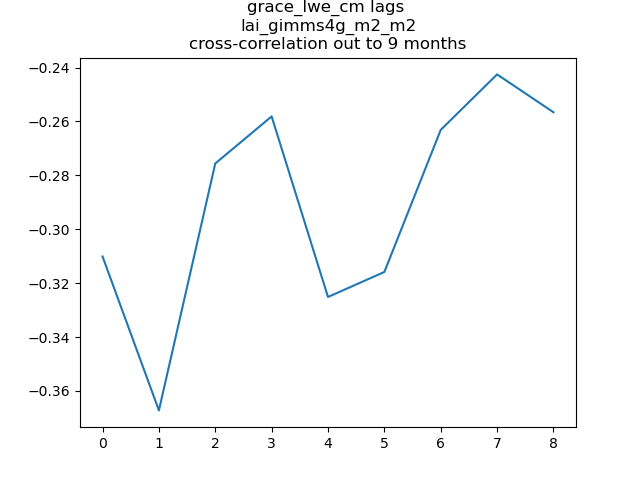 grace_lwe_cm lags
lai_gimms4g_m2_m2
cross-correlation out to 9 months
−0.24
−0.26
−0.28
−0.30
−0.32
−0.34
−0.36
0 1 2 3 4 5 6 7 8